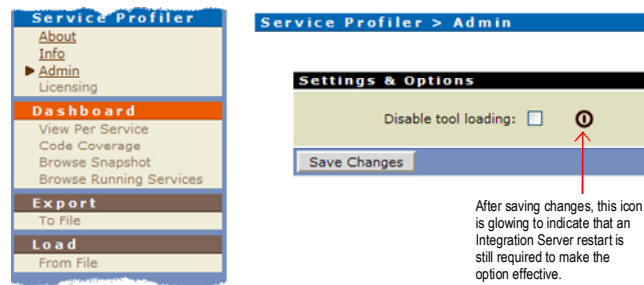 Service Profiler
About
Info
Admin
Licensing
Dashboard
View Per Service
Code Coverage
Browse Snapshot
Browse Running Services
Export
To File
Load
From File
Service Profiler > Admin
Settings & Options
Disable tool loading:
Save Changes
After saving changes, this icon
is glowing to indicate that an
Integration Server restart is
still required to make the
option effective.